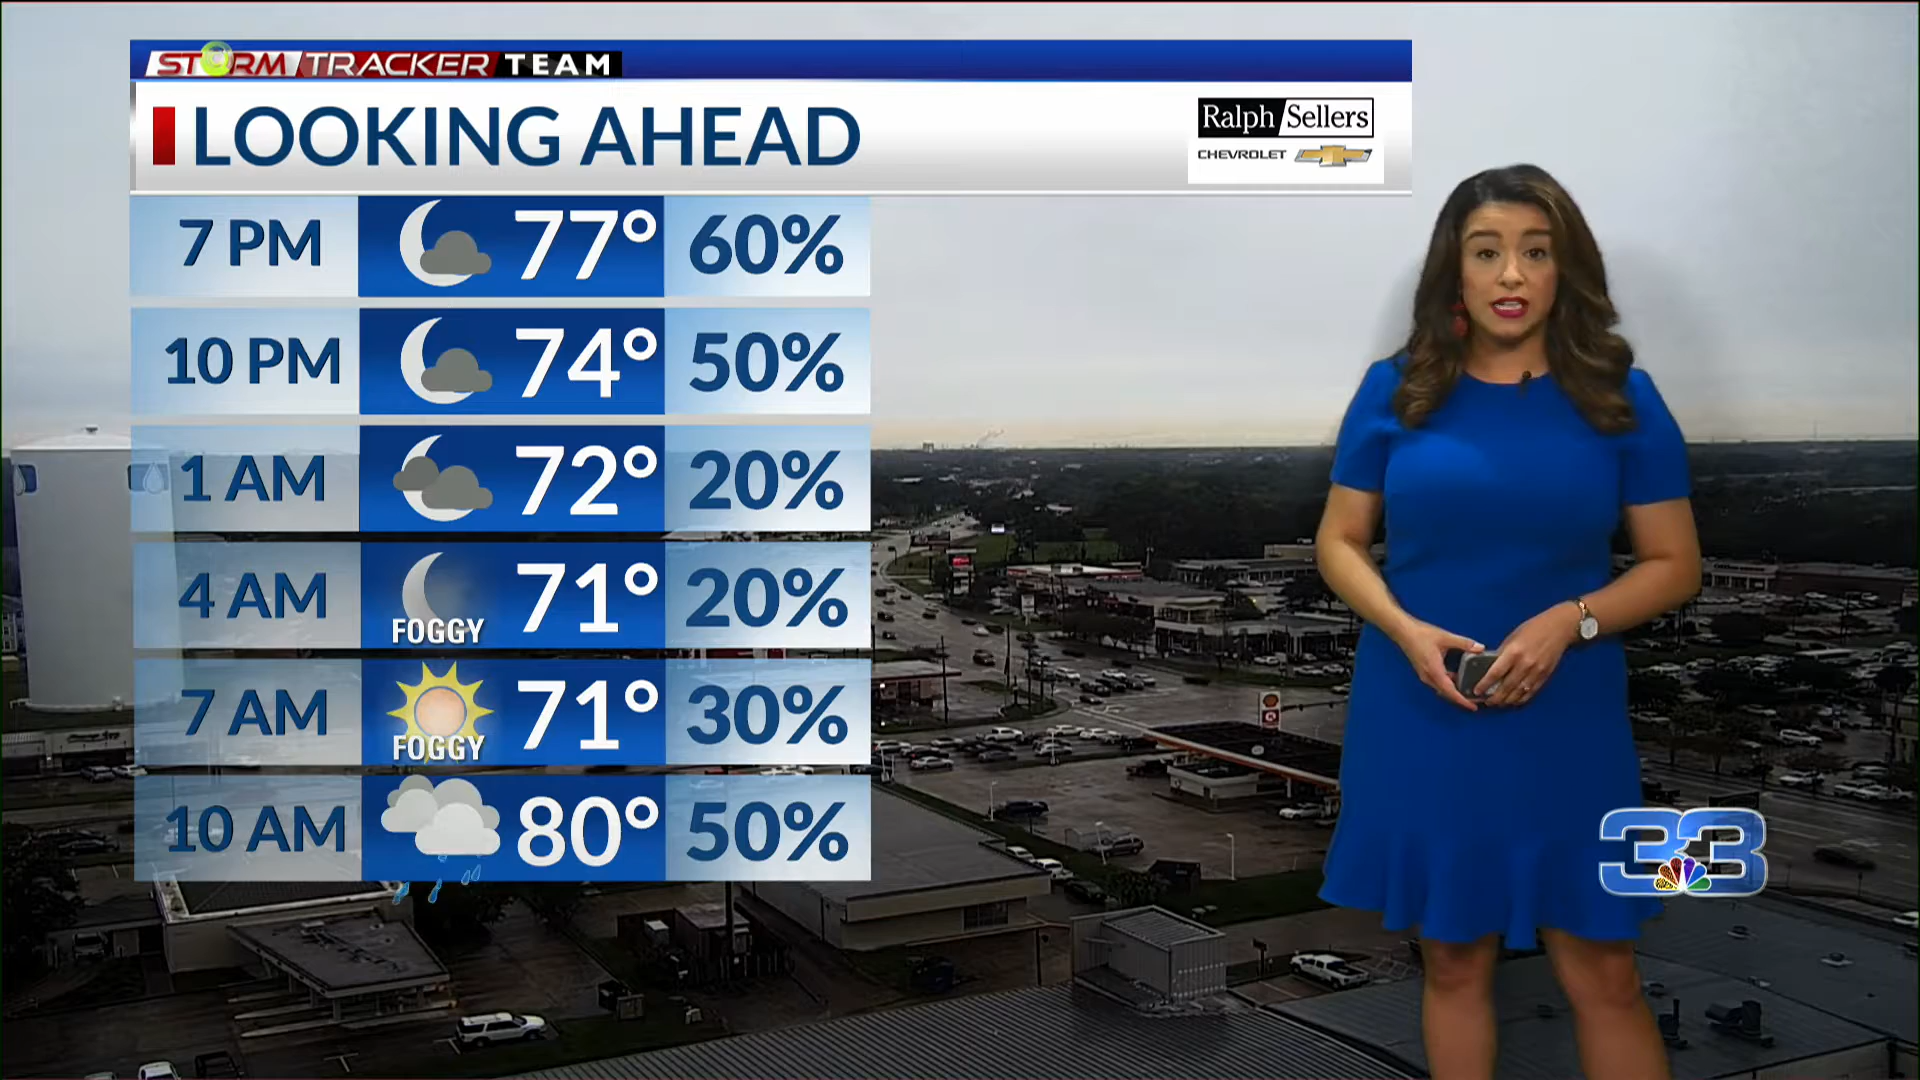 STORM TRACKER TEAM
LOOKING AHEAD
Ralph Sellers
CHEVROLET
7 PM 77° 60%
10 PM 74° 50%
1 AM 72° 20%
4 AM FOGGY 71° 20%
7 AM FOGGY 71° 30%
10 AM 80° 50%
33